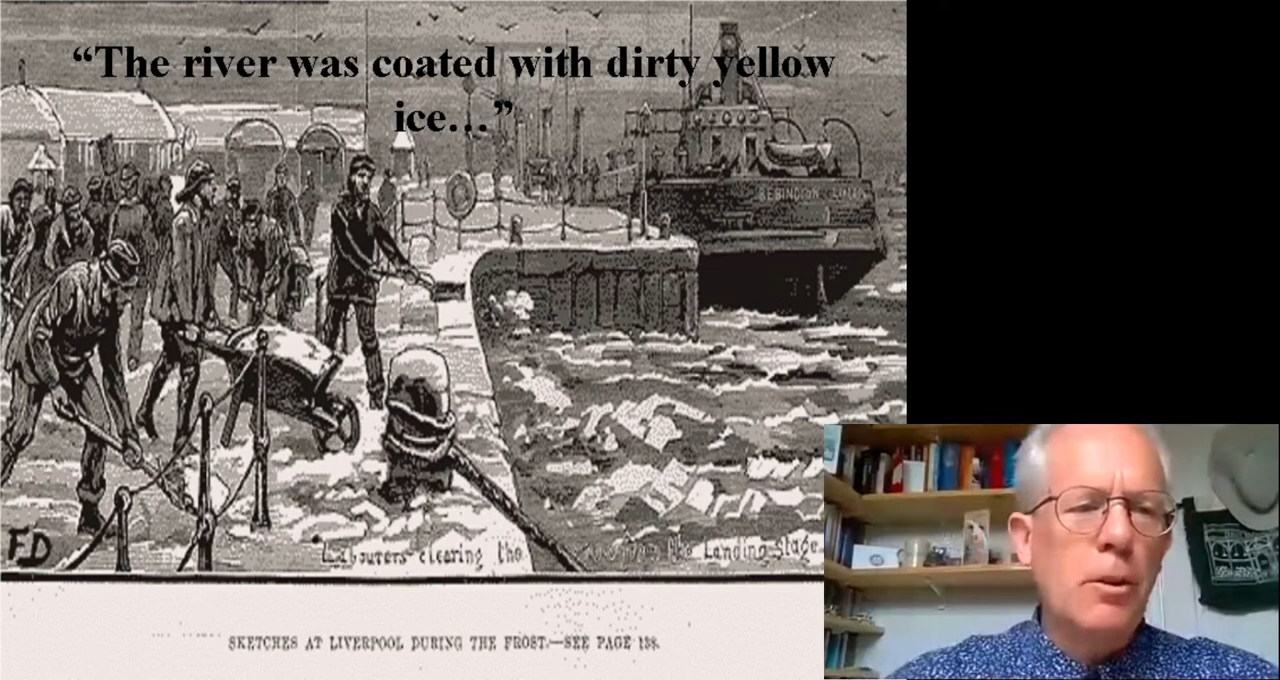 “The river was coated with dirty yellow
ice…”
BEBINGTON
FD
Labourers clearing the Landing Stage
SKETCHES AT LIVERPOOL DURING THE FROST.—SEE PAGE 138.